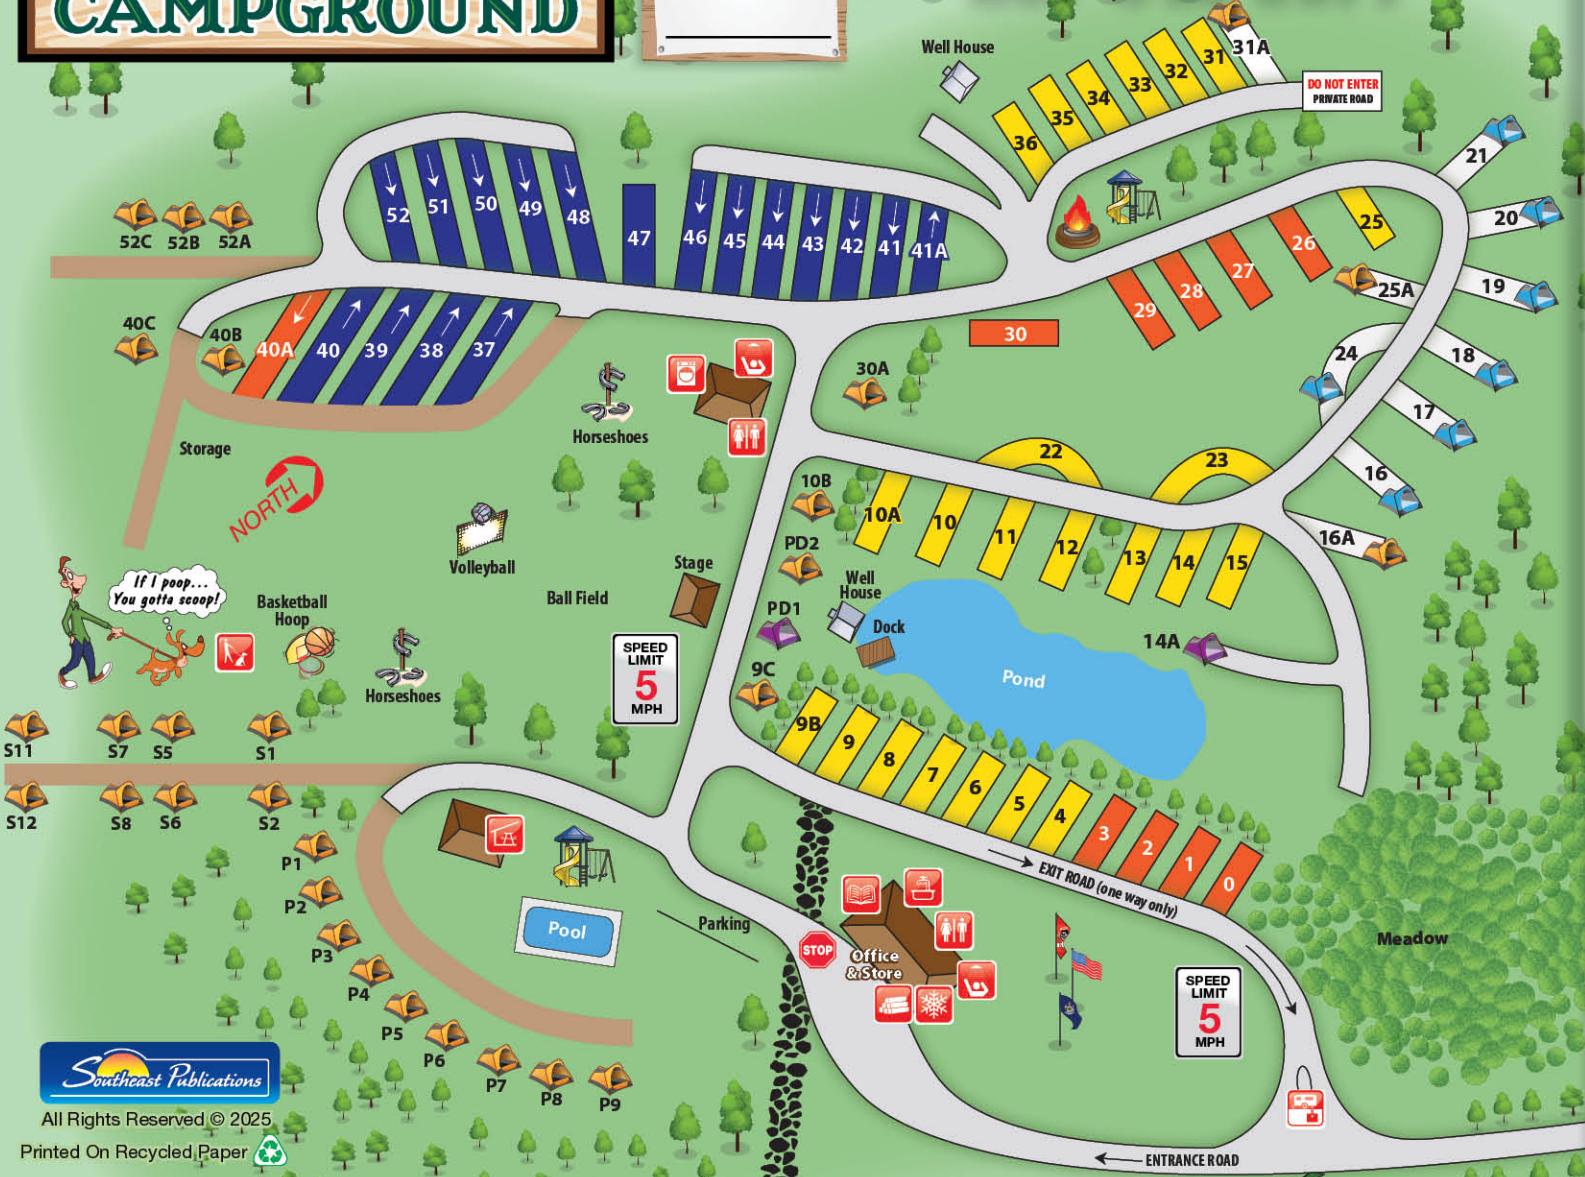 CAMPGROUND
Well House
31A
31
32
33
34
35
36
DO NOT ENTER
PRIVATE ROAD
21
20
19
18
17
16
16A
24
25
25A
26
27
28
29
30
30A
52C
52B
52A
52
51
50
49
48
47
46
45
44
43
42
41
41A
40C
40B
40A
40
39
38
37
Storage
NORTH
Horseshoes
Volleyball
Ball Field
Stage
If I poop...
You gotta scoop!
Basketball
Hoop
Horseshoes
SPEED
LIMIT
5
MPH
22
23
10B
10A
10
11
12
13
14
15
PD2
PD1
Well
House
Dock
14A
Pond
9C
9B
9
8
7
6
5
4
3
2
1
0
S11
S7
S5
S1
S12
S8
S6
S2
P1
P2
P3
P4
P5
P6
P7
P8
P9
Pool
Parking
STOP
Office
& Store
EXIT ROAD (one way only)
Meadow
SPEED
LIMIT
5
MPH
ENTRANCE ROAD
Southeast Publications
All Rights Reserved © 2025
Printed On Recycled Paper